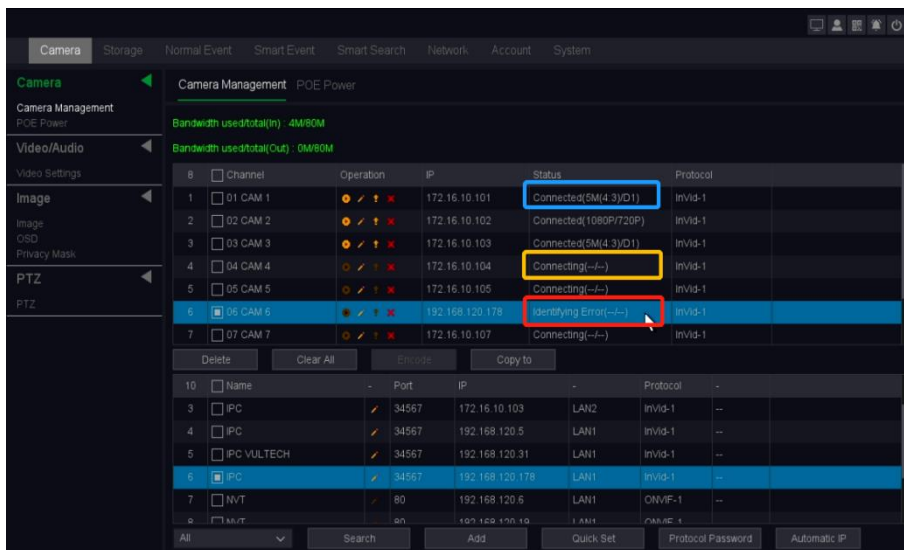 Camera Storage Normal Event Smart Event Smart Search Network Account System
Camera
Camera Management
POE Power
Video/Audio
Video Settings
Image
Image
OSD
Privacy Mask
PTZ
PTZ
Camera Management POE Power
Bandwidth used/total(In) : 4M/80M
Bandwidth used/total(Out) : 0M/80M
8 Channel Operation IP Status Protocol
1 01 CAM 1 172.16.10.101 Connected(5M(4:3)/D1) InVid-1
2 02 CAM 2 172.16.10.102 Connected(1080P/720P) InVid-1
3 03 CAM 3 172.16.10.103 Connected(5M(4:3)/D1) InVid-1
4 04 CAM 4 172.16.10.104 Connecting(--/--) InVid-1
5 05 CAM 5 172.16.10.105 Connecting(--/--) InVid-1
6 06 CAM 6 192.168.120.178 Identifying Error(--/--) InVid-1
7 07 CAM 7 172.16.10.107 Connecting(--/--) InVid-1
Delete Clear All Encode Copy to
10 Name - Port IP - Protocol -
3 IPC 34567 172.16.10.103 LAN2 InVid-1 --
4 IPC 34567 192.168.120.5 LAN1 InVid-1 --
5 IPC VULTECH 34567 192.168.120.31 LAN1 InVid-1 --
6 IPC 34567 192.168.120.178 LAN1 InVid-1 --
7 NVT 80 192.168.120.6 LAN1 ONVIF-1 --
8 NVT 80 192.168.120.19 LAN1 ONVIF-1
All Search Add Quick Set Protocol Password Automatic IP